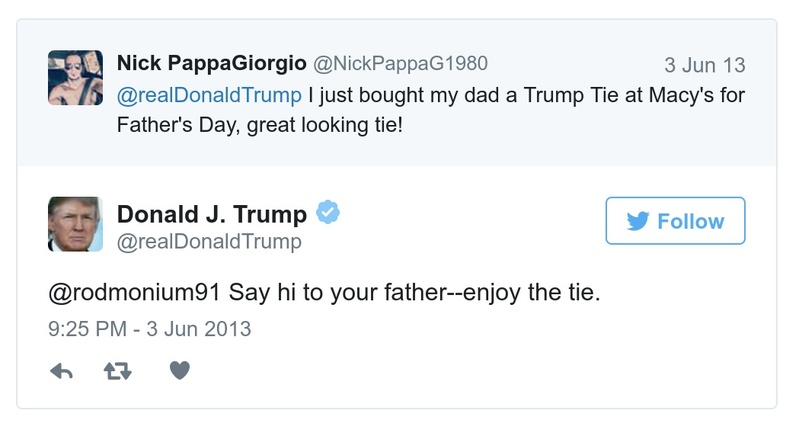 Nick PappaGiorgio @NickPappaG1980 3 Jun 13
@realDonaldTrump I just bought my dad a Trump Tie at Macy's for
Father's Day, great looking tie!
Donald J. Trump
@realDonaldTrump
Follow
@rodmonium91 Say hi to your father--enjoy the tie.
9:25 PM - 3 Jun 2013